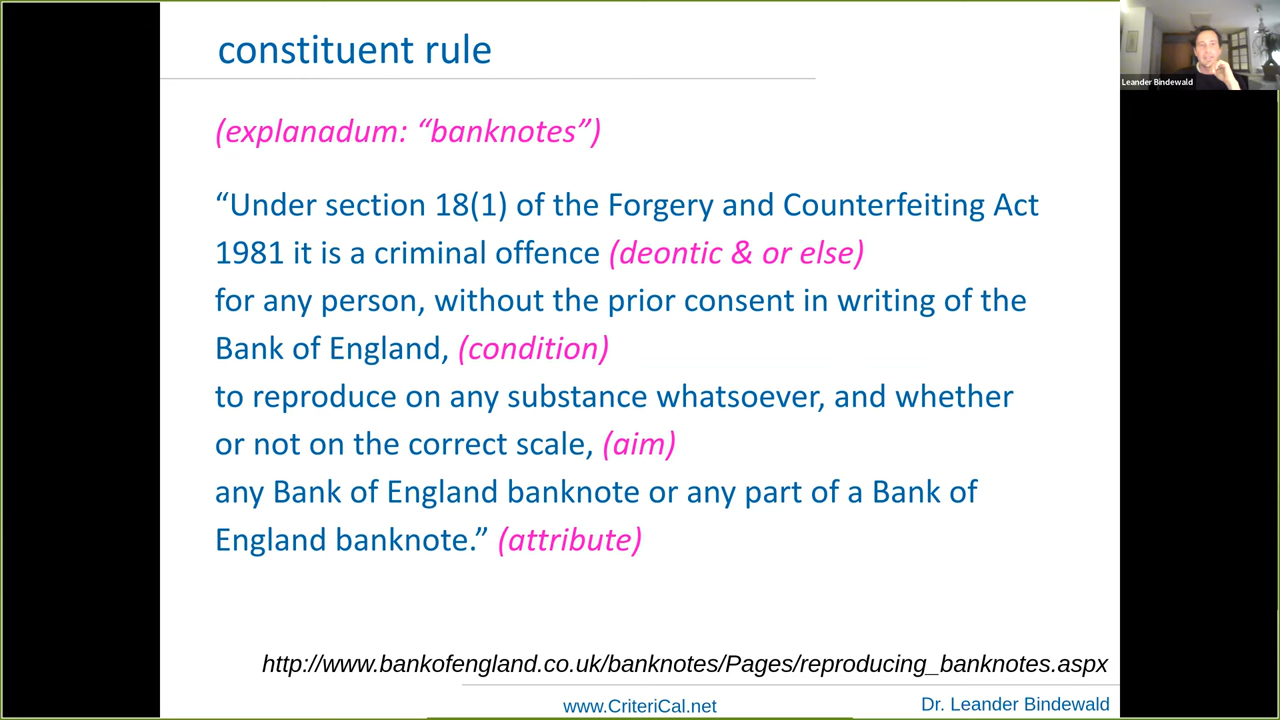 constituent rule
Leander Bindewald
(explanadum: “banknotes”)
“Under section 18(1) of the Forgery and Counterfeiting Act
1981 it is a criminal offence (deontic & or else)
for any person, without the prior consent in writing of the
Bank of England, (condition)
to reproduce on any substance whatsoever, and whether
or not on the correct scale, (aim)
any Bank of England banknote or any part of a Bank of
England banknote.” (attribute)
http://www.bankofengland.co.uk/banknotes/Pages/reproducing_banknotes.aspx
www.CriteriCal.net
Dr. Leander Bindewald